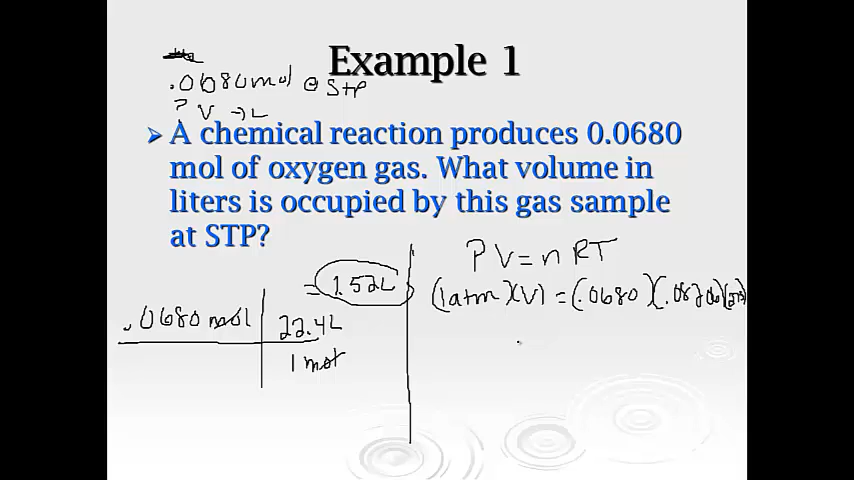 Example 1
.0680 mol @ STP
? V → L
➢ A chemical reaction produces 0.0680
mol of oxygen gas. What volume in
liters is occupied by this gas sample
at STP?
PV = nRT
= 1.52L
(1atm)(V) = (.0680)(.08206)(273)
.0680 mol | 22.4L
1 mol